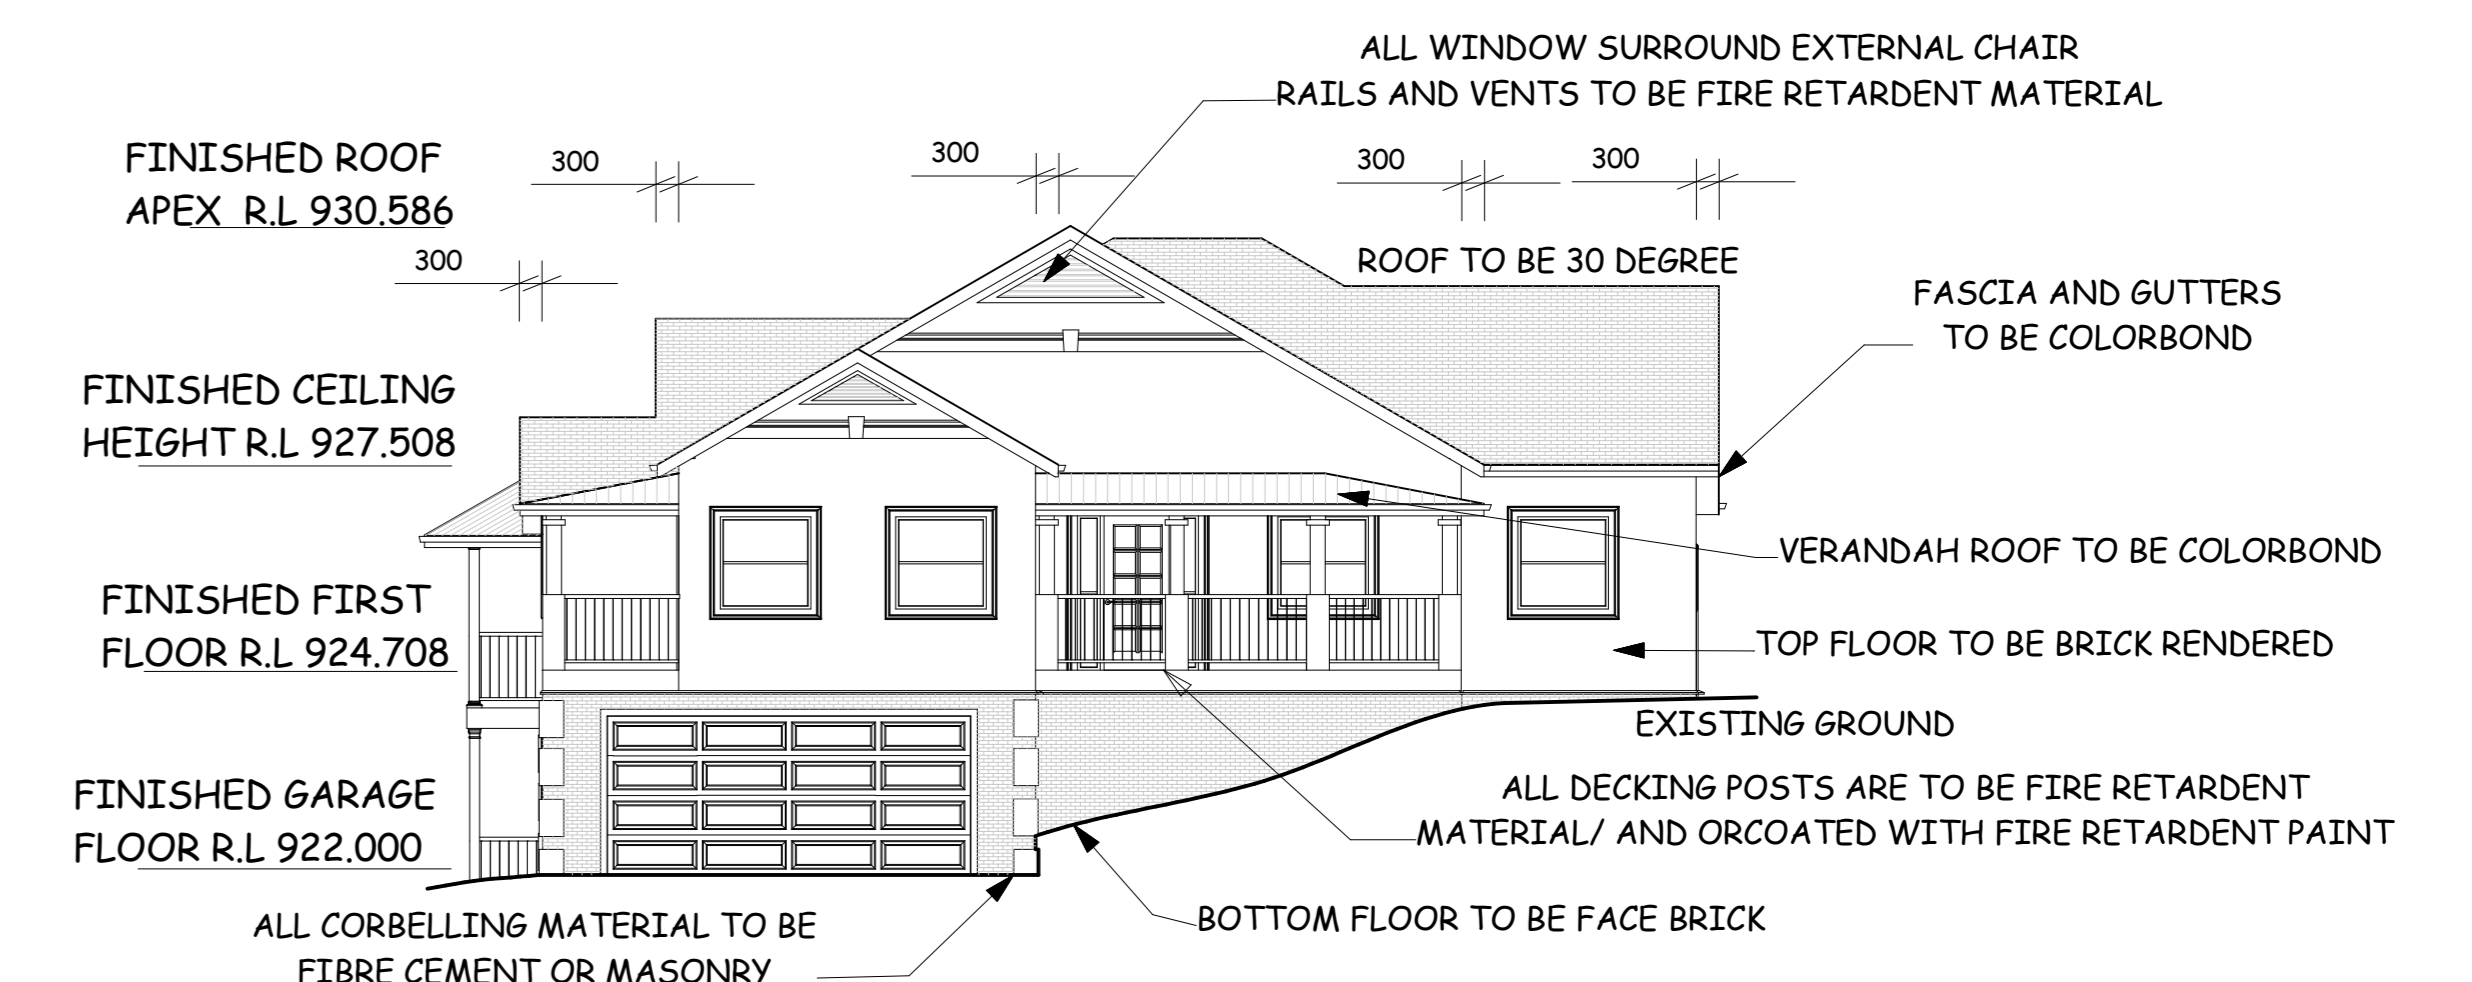 ALL WINDOW SURROUND EXTERNAL CHAIR
RAILS AND VENTS TO BE FIRE RETARDENT MATERIAL
FINISHED ROOF
APEX R.L 930.586
300
300
300
300
300
ROOF TO BE 30 DEGREE
FASCIA AND GUTTERS
TO BE COLORBOND
FINISHED CEILING
HEIGHT R.L 927.508
VERANDAH ROOF TO BE COLORBOND
FINISHED FIRST
FLOOR R.L 924.708
TOP FLOOR TO BE BRICK RENDERED
EXISTING GROUND
ALL DECKING POSTS ARE TO BE FIRE RETARDENT
MATERIAL/ AND ORCOATED WITH FIRE RETARDENT PAINT
FINISHED GARAGE
FLOOR R.L 922.000
BOTTOM FLOOR TO BE FACE BRICK
ALL CORBELLING MATERIAL TO BE
FIBRE CEMENT OR MASONRY